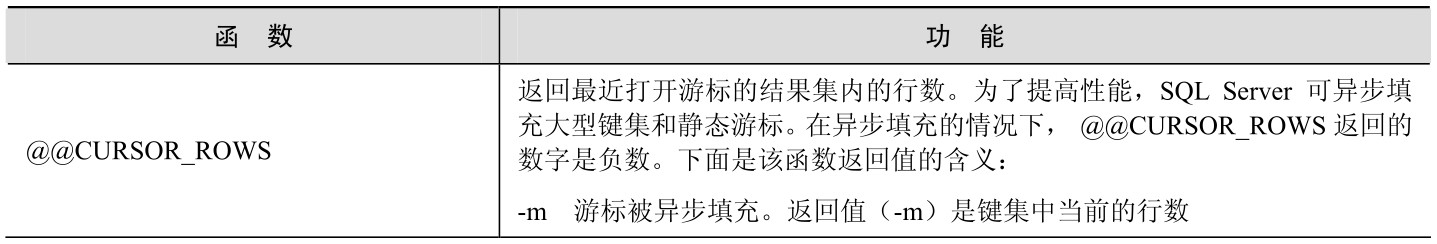 函 数
功 能
@@CURSOR_ROWS
返回最近打开游标的结果集内的行数。为了提高性能，SQL Server 可异步填
充大型键集和静态游标。在异步填充的情况下， @@CURSOR_ROWS 返回的
数字是负数。下面是该函数返回值的含义：
-m 游标被异步填充。返回值（-m）是键集中当前的行数